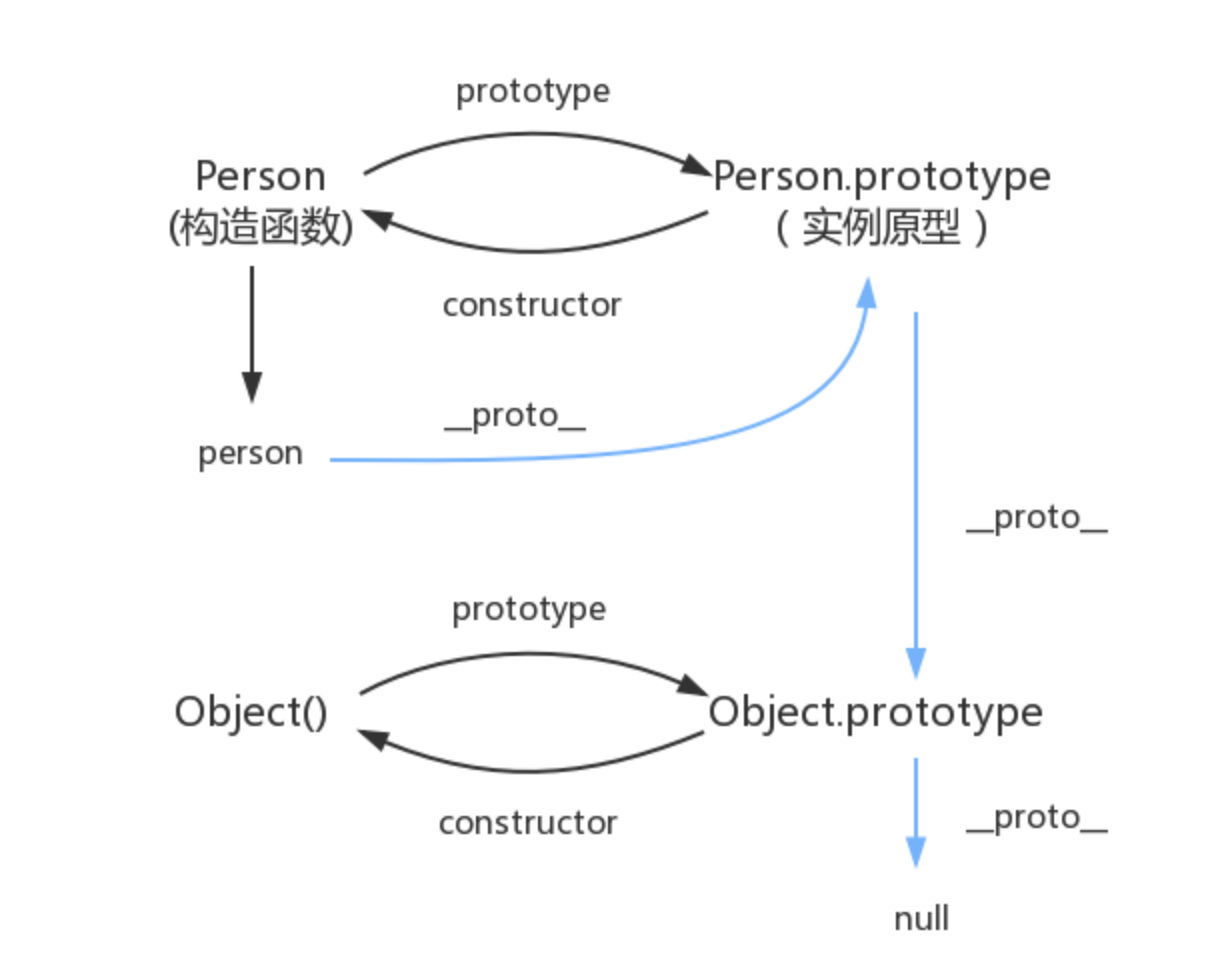 prototype
Person
Person.prototype
(构造函数)
( 实例原型 )
constructor
__proto__
person
__proto__
prototype
Object()
Object.prototype
constructor
__proto__
null